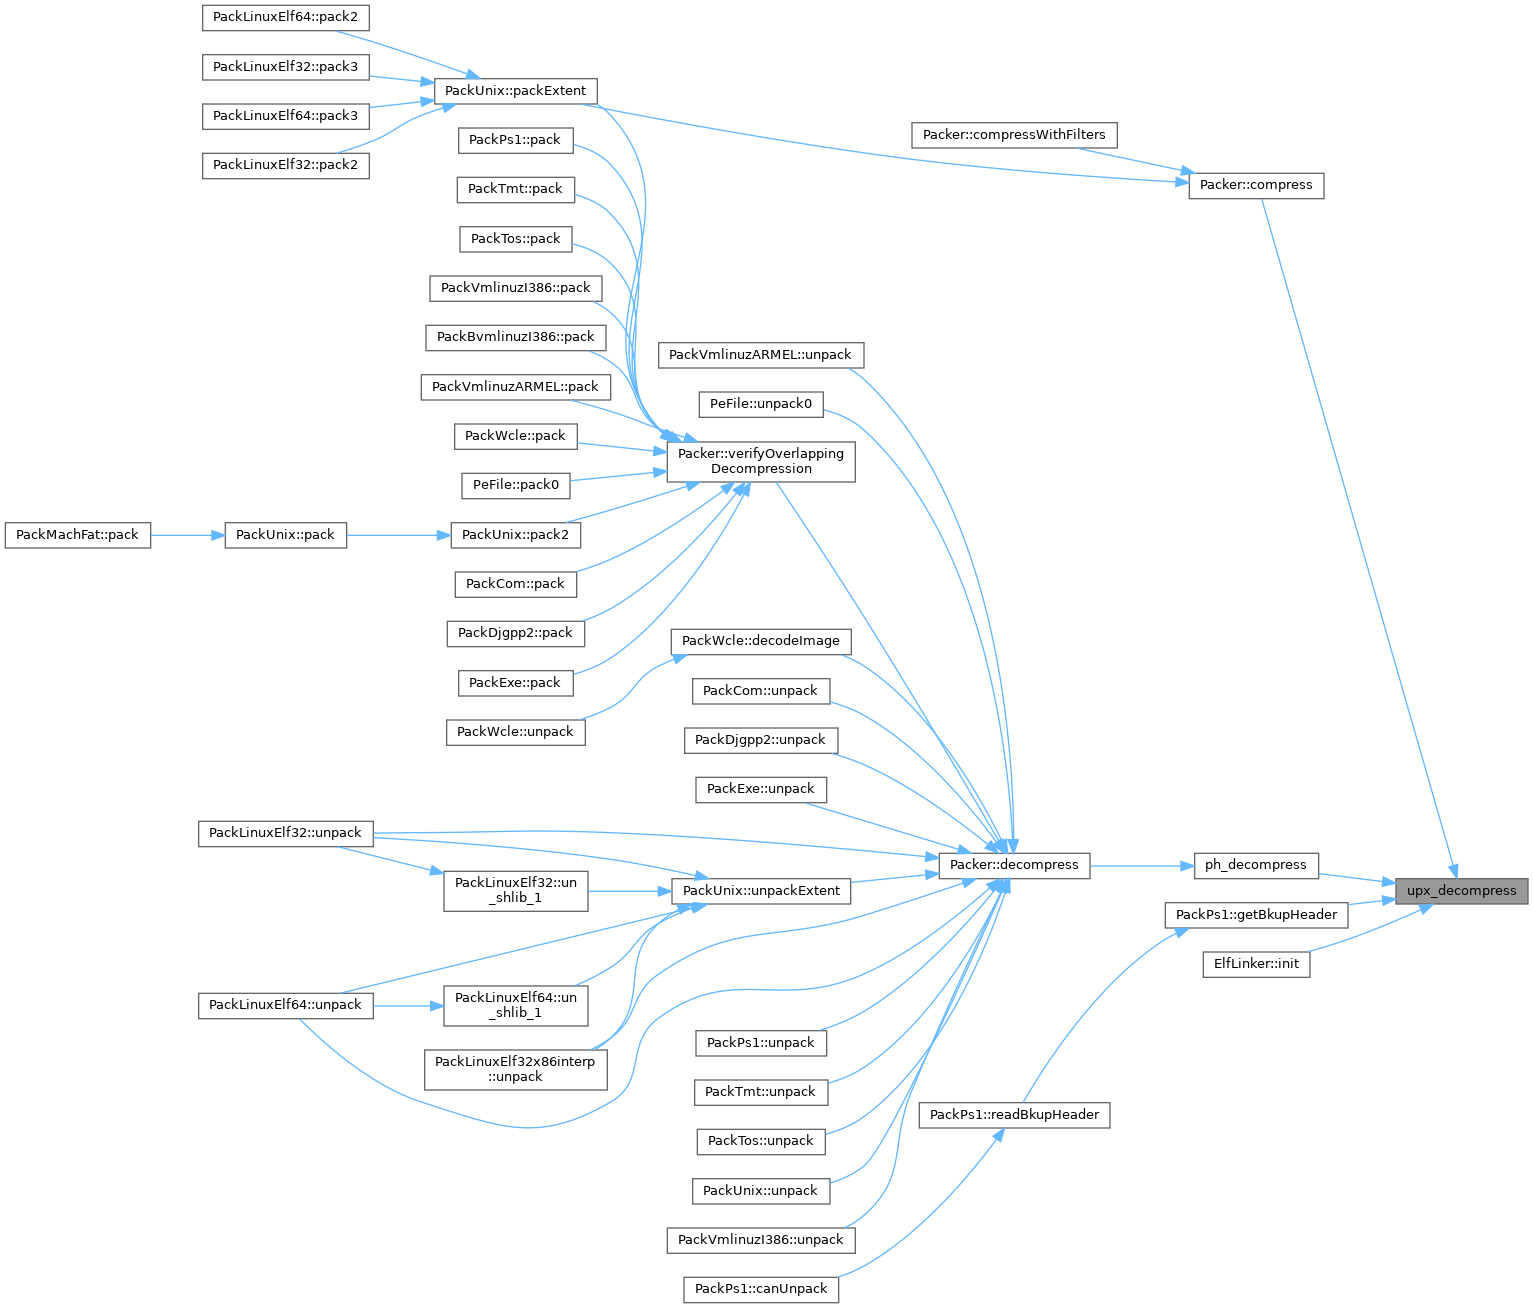 PackLinuxElf64::pack2
PackLinuxElf32::pack3
PackUnix::packExtent
PackLinuxElf64::pack3
Packer::compressWithFilters
PackPs1::pack
PackLinuxElf32::pack2
Packer::compress
PackTmt::pack
PackTos::pack
PackVmlinuzI386::pack
PackBvmlinuzI386::pack
PackVmlinuzARMEL::unpack
PackVmlinuzARMEL::pack
PeFile::unpack0
PackWcle::pack
Packer::verifyOverlapping
Decompression
PeFile::pack0
PackMachFat::pack
PackUnix::pack
PackUnix::pack2
PackCom::pack
PackDjgpp2::pack
PackWcle::decodeImage
PackExe::pack
PackCom::unpack
PackWcle::unpack
PackDjgpp2::unpack
PackExe::unpack
PackLinuxElf32::unpack
Packer::decompress
ph_decompress
PackLinuxElf32::un
_shlib_1
PackUnix::unpackExtent
upx_decompress
PackPs1::getBkupHeader
ElfLinker::init
PackLinuxElf64::unpack
PackLinuxElf64::un
_shlib_1
PackPs1::unpack
PackLinuxElf32x86interp
::unpack
PackTmt::unpack
PackPs1::readBkupHeader
PackTos::unpack
PackUnix::unpack
PackVmlinuzI386::unpack
PackPs1::canUnpack